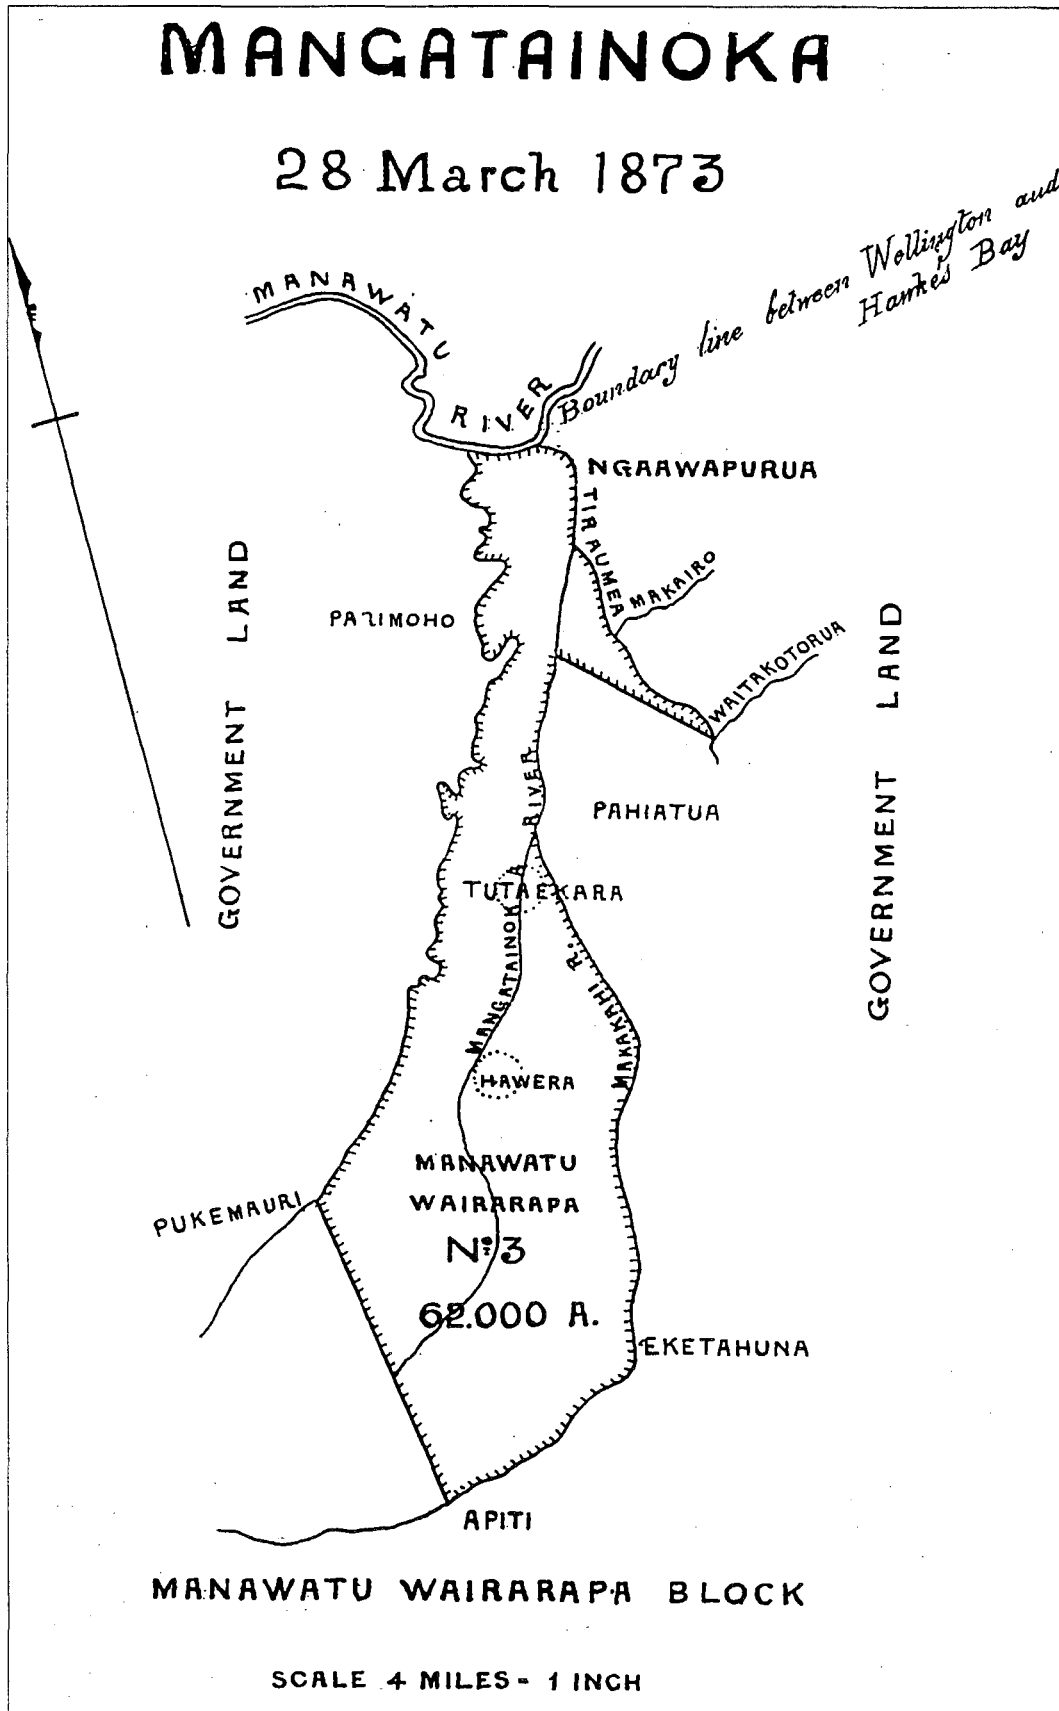 MANGATAINOKA
28 March 1873
Boundary line between Wellington and
Hawke's Bay
MANAWATU
RIVER
NGAAWAPURUA
TIRAUMEA
MAKAIRO
GOVERNMENT LAND
PARIMOHO
WAITAKOTORUA
GOVERNMENT LAND
PAHIATUA
TUTAEKARA
MANGATAINOKA RIVER
MAKAKAHI R.
HAWERA
MANAWATU
WAIRARAPA
No 3
62.000 A.
PUKEMAURI
EKETAHUNA
APITI
MANAWATU WAIRARAPA BLOCK
SCALE 4 MILES - 1 INCH